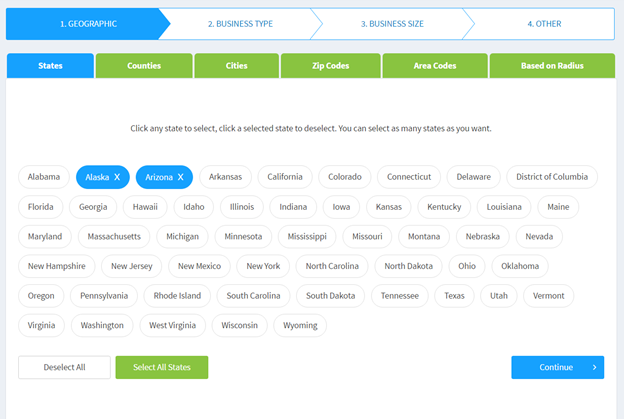 1. GEOGRAPHIC 2. BUSINESS TYPE 3. BUSINESS SIZE 4. OTHER
States Counties Cities Zip Codes Area Codes Based on Radius
Click any state to select, click a selected state to deselect. You can select as many states as you want.
Alabama Alaska X Arizona X Arkansas California Colorado Connecticut Delaware District of Columbia
Florida Georgia Hawaii Idaho Illinois Indiana Iowa Kansas Kentucky Louisiana Maine
Maryland Massachusetts Michigan Minnesota Mississippi Missouri Montana Nebraska Nevada
New Hampshire New Jersey New Mexico New York North Carolina North Dakota Ohio Oklahoma
Oregon Pennsylvania Rhode Island South Carolina South Dakota Tennessee Texas Utah Vermont
Virginia Washington West Virginia Wisconsin Wyoming
Deselect All Select All States Continue >